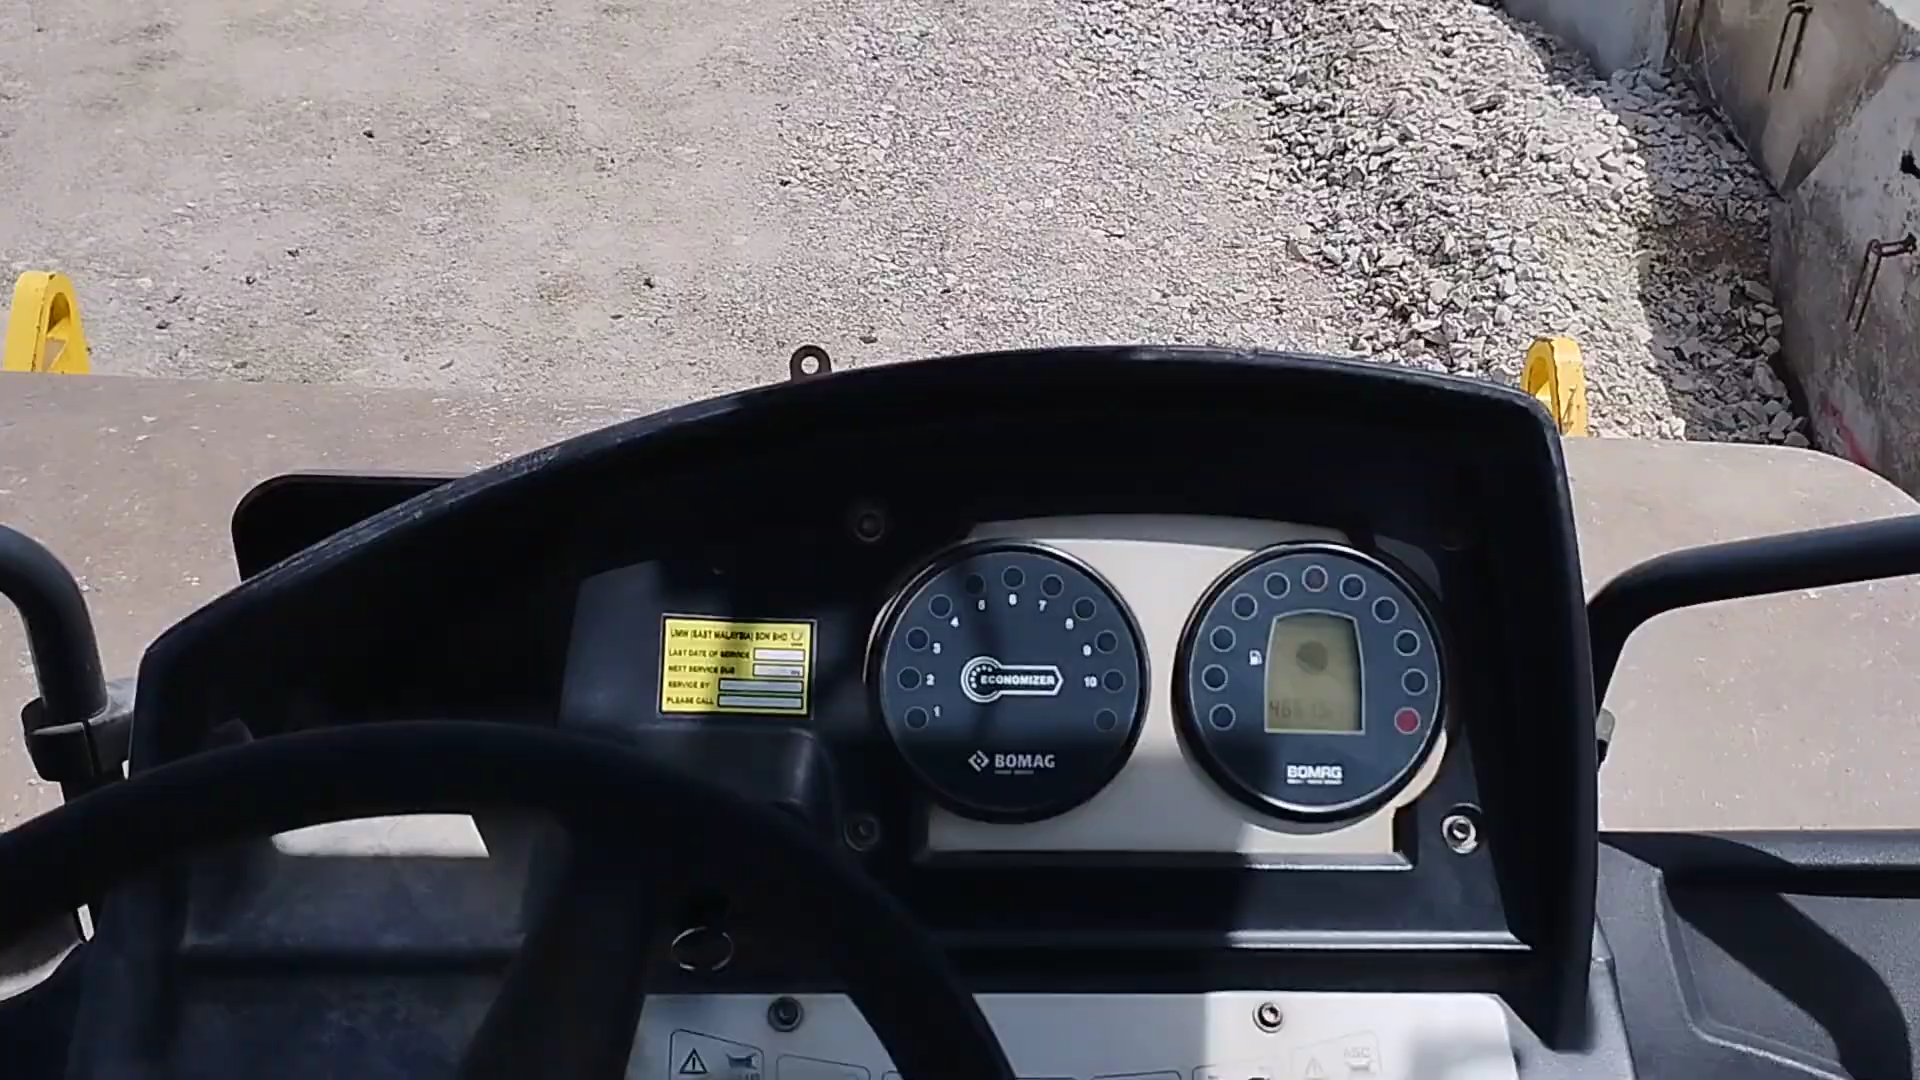 UMW (EAST MALAYSIA) SDN BHD
LAST DATE OF SERVICE
NEXT SERVICE DUE
SERVICE BY
PLEASE CALL
1
2
3
4
5
6
7
8
9
10
ECONOMIZER
BOMAG
BOMAG
ASC